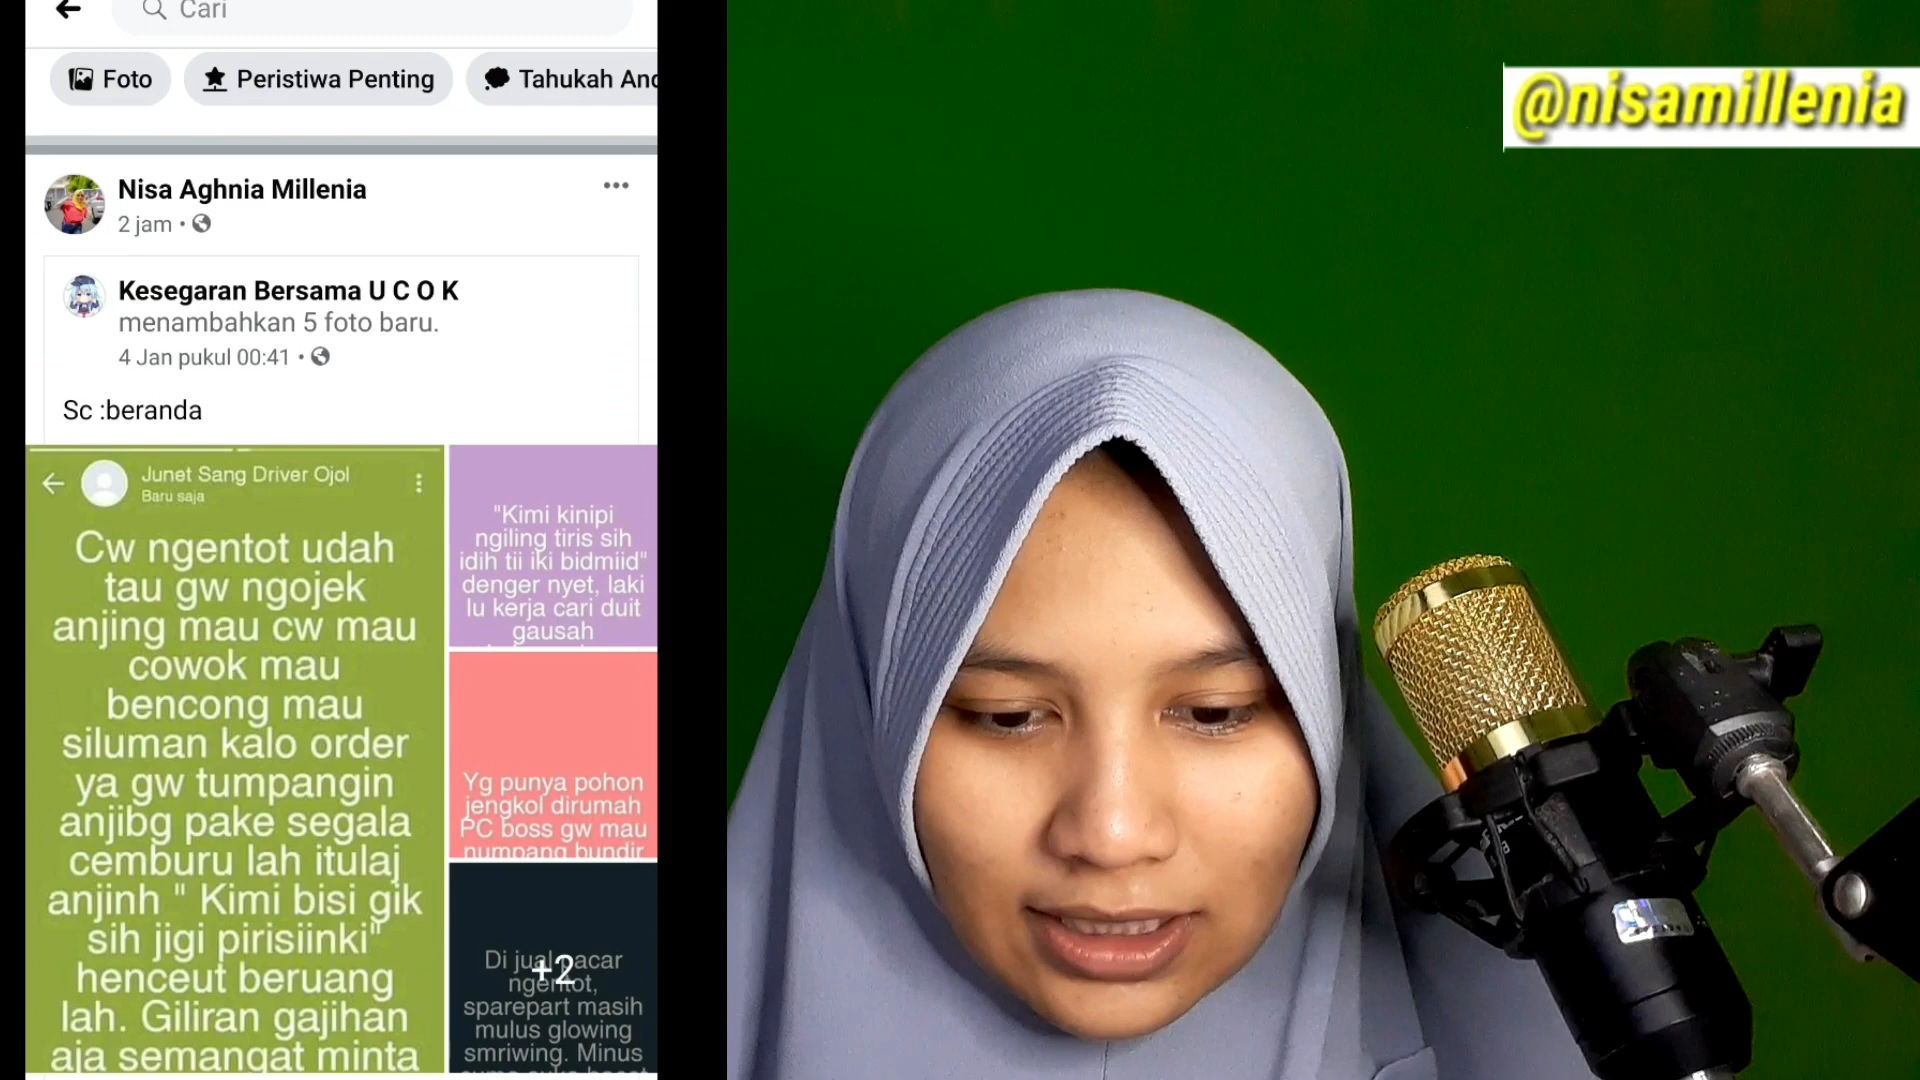 Cari
Foto
Peristiwa Penting
Tahukah And
@nisamillenia
Nisa Aghnia Millenia
2 jam
Kesegaran Bersama U C O K
menambahkan 5 foto baru.
4 Jan pukul 00:41
Sc :beranda
Junet Sang Driver Ojol
Baru saja
Cw ngentot udah
tau gw ngojek
anjing mau cw mau
cowok mau
bencong mau
siluman kalo order
ya gw tumpangin
anjibg pake segala
cemburu lah itulaj
anjinh " Kimi bisi gik
sih jigi pirisiinki"
henceut beruang
lah. Giliran gajihan
aja semangat minta
"Kimi kinipi
ngiling tiris sih
idih tii iki bidmiid"
denger nyet, laki
lu kerja cari duit
gausah
Yg punya pohon
jengkol dirumah
PC boss gw mau
numpang bundir
Di jual pacar
+2
ngentot,
sparepart masih
mulus glowing
smriwing. Minus